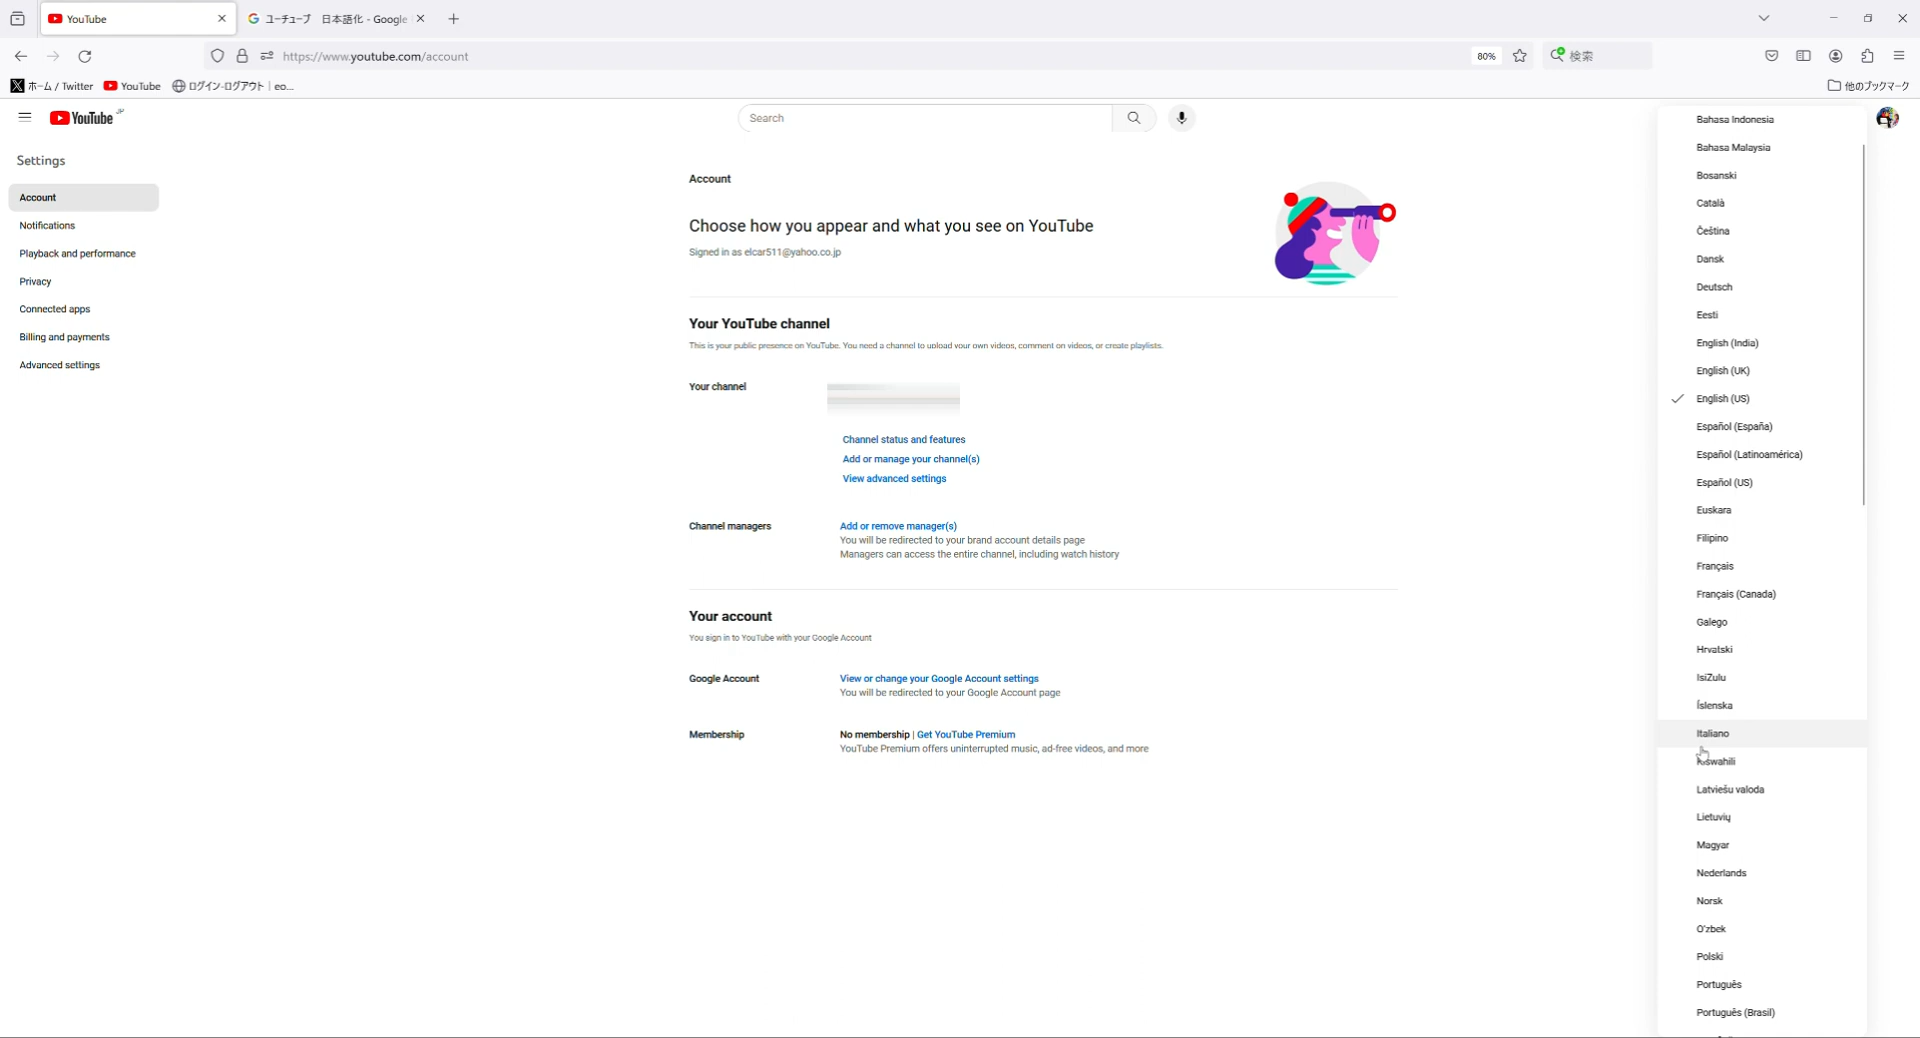 YouTube
ユーチューブ 日本語化 - Google
https://www.youtube.com/account
80%
検索
ホーム / Twitter
YouTube
ログイン-ログアウト | eo...
他のブックマーク
YouTube JP
Search
Settings
Account
Notifications
Playback and performance
Privacy
Connected apps
Billing and payments
Advanced settings
Account
Choose how you appear and what you see on YouTube
Signed in as elcar511@yahoo.co.jp
Your YouTube channel
This is your public presence on YouTube. You need a channel to upload your own videos, comment on videos, or create playlists.
Your channel
Channel status and features
Add or manage your channel(s)
View advanced settings
Channel managers
Add or remove manager(s)
You will be redirected to your brand account details page
Managers can access the entire channel, including watch history
Your account
You sign in to YouTube with your Google Account
Google Account
View or change your Google Account settings
You will be redirected to your Google Account page
Membership
No membership | Get YouTube Premium
YouTube Premium offers uninterrupted music, ad-free videos, and more
Bahasa Indonesia
Bahasa Malaysia
Bosanski
Català
Čeština
Dansk
Deutsch
Eesti
English (India)
English (UK)
English (US)
Español (España)
Español (Latinoamérica)
Español (US)
Euskara
Filipino
Français
Français (Canada)
Galego
Hrvatski
IsiZulu
Íslenska
Italiano
Kiswahili
Latviešu valoda
Lietuvių
Magyar
Nederlands
Norsk
O'zbek
Polski
Português
Português (Brasil)